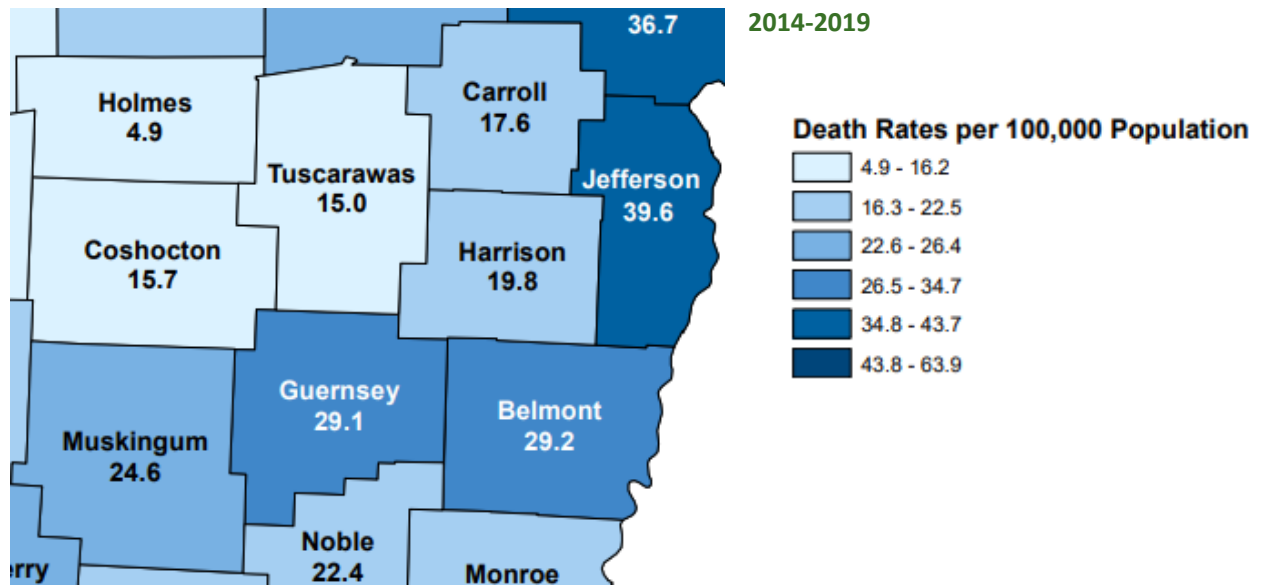 36.7
2014-2019
Holmes
4.9
Carroll
17.6
Death Rates per 100,000 Population
4.9 - 16.2
16.3 - 22.5
22.6 - 26.4
26.5 - 34.7
34.8 - 43.7
43.8 - 63.9
Tuscarawas
15.0
Jefferson
39.6
Coshocton
15.7
Harrison
19.8
Guernsey
29.1
Belmont
29.2
Muskingum
24.6
Noble
22.4
Monroe
erry